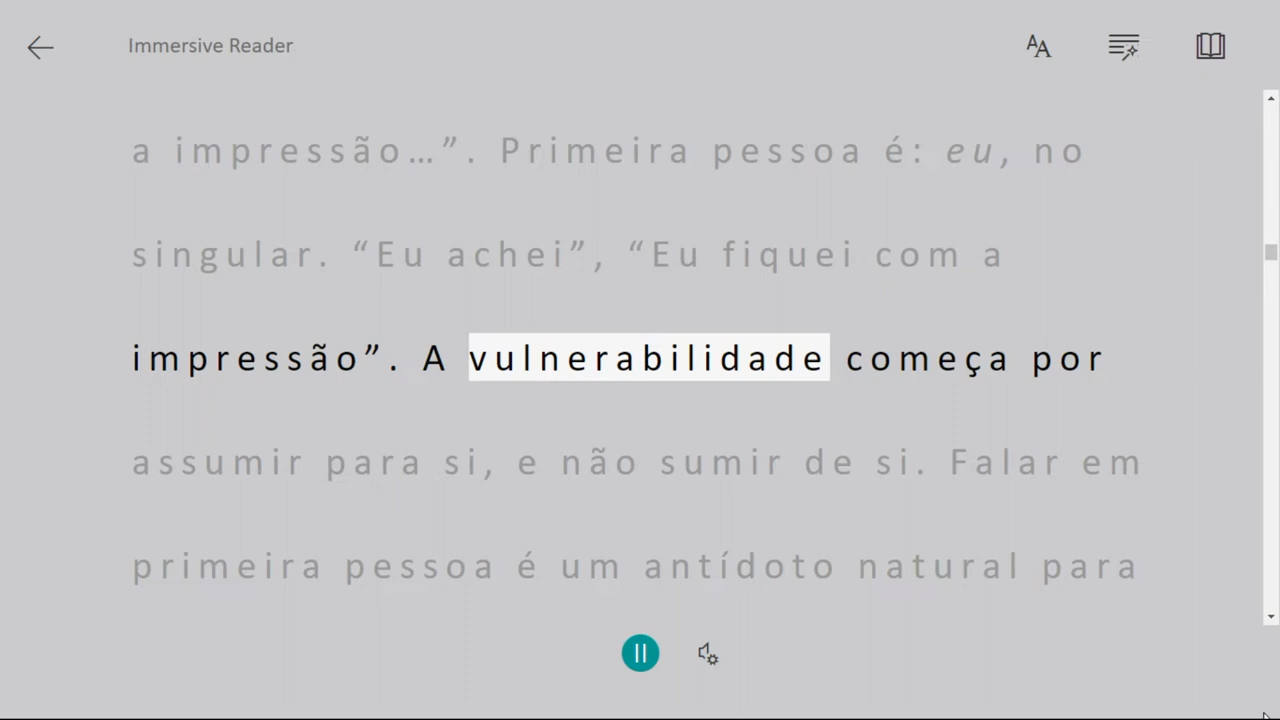 Immersive Reader
a impressão…”. Primeira pessoa é: eu, no
singular. “Eu achei”, “Eu fiquei com a
impressão”. A vulnerabilidade começa por
assumir para si, e não sumir de si. Falar em
primeira pessoa é um antídoto natural para